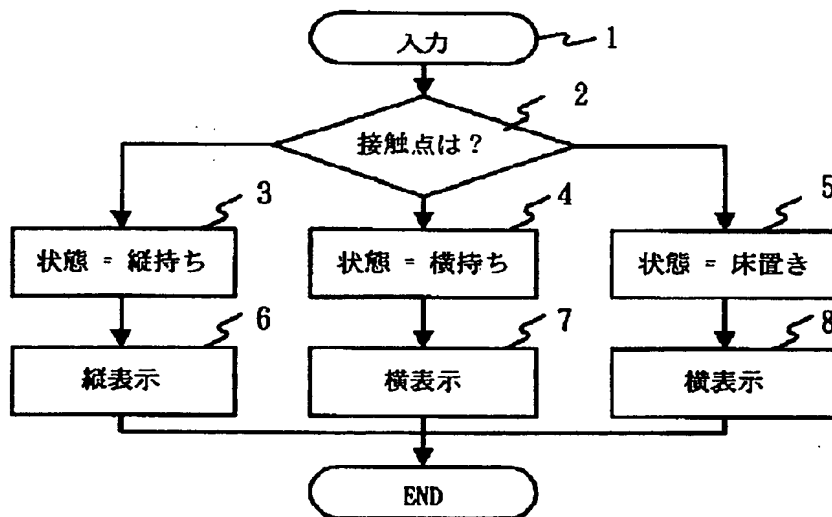 入力
1
接触点は？
2
3
4
5
状態 = 縦持ち
状態 = 横持ち
状態 = 床置き
6
7
8
縦表示
横表示
横表示
END